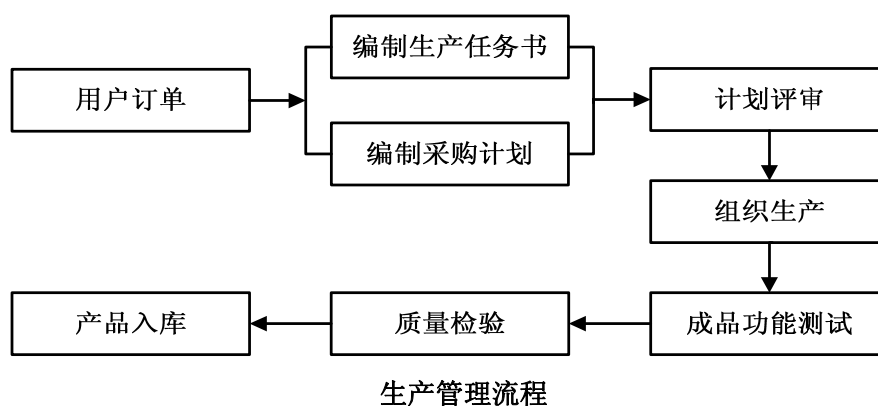 用户订单
编制生产任务书
编制采购计划
计划评审
组织生产
成品功能测试
质量检验
产品入库
生产管理流程